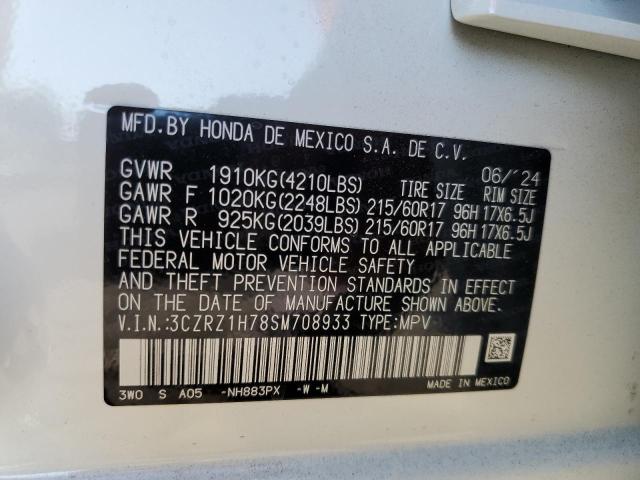 MFD.BY HONDA DE MEXICO S.A. DE C.V.
06/'24
GVWR 1910KG(4210LBS) TIRE SIZE RIM SIZE
GAWR F 1020KG(2248LBS) 215/60R17 96H 17X6.5J
GAWR R 925KG(2039LBS) 215/60R17 96H 17X6.5J
THIS VEHICLE CONFORMS TO ALL APPLICABLE
FEDERAL MOTOR VEHICLE SAFETY
AND THEFT PREVENTION STANDARDS IN EFFECT
ON THE DATE OF MANUFACTURE SHOWN ABOVE.
V.I.N.:3CZRZ1H78SM708933 TYPE:MPV
3W0 S A05 -NH883PX -W -M
MADE IN MEXICO